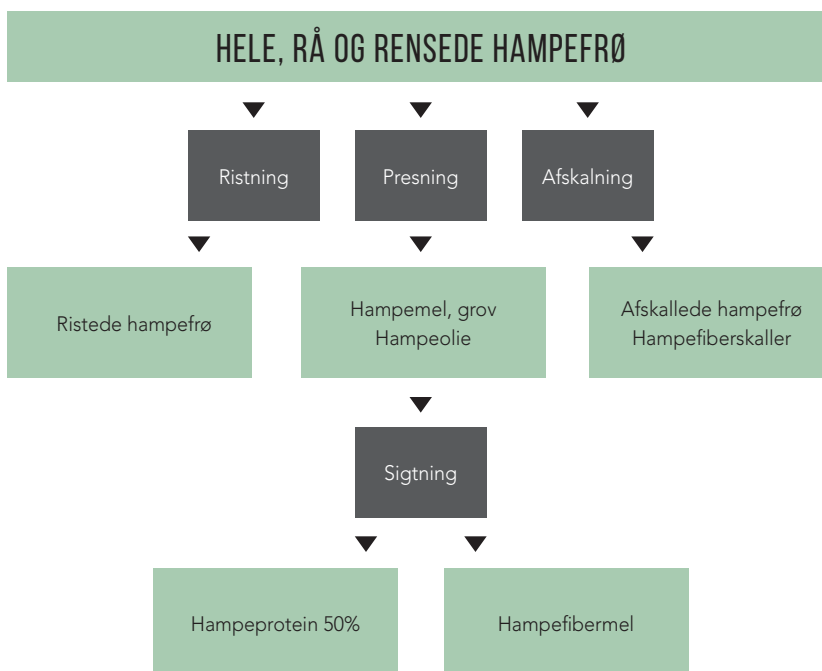 HELE, RÅ OG RENSEDE HAMPEFRØ
Ristning
Presning
Afskalning
Ristede hampefrø
Hampemel, grov
Hampeolie
Afskallede hampefrø
Hampefiberskaller
Sigtning
Hampeprotein 50%
Hampefibermel